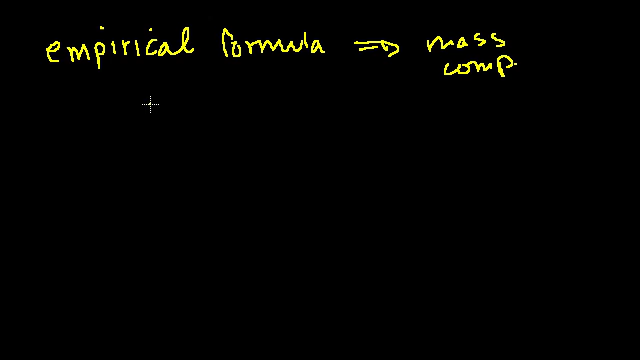 empirical formula ⇒ mass
comp.